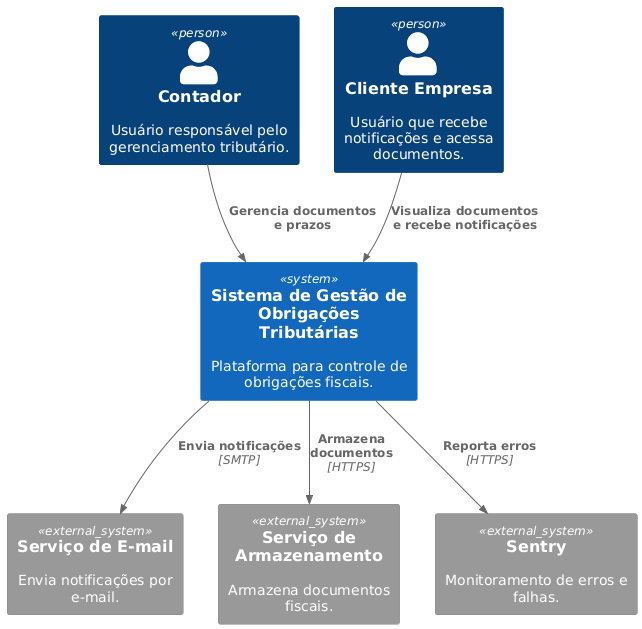 «person»
Contador
Usuário responsável pelo
gerenciamento tributário.
«person»
Cliente Empresa
Usuário que recebe
notificações e acessa
documentos.
Gerencia documentos
e prazos
Visualiza documentos
e recebe notificações
«system»
Sistema de Gestão de
Obrigações
Tributárias
Plataforma para controle de
obrigações fiscais.
Envia notificações
[SMTP]
Armazena
documentos
[HTTPS]
Reporta erros
[HTTPS]
«external_system»
Serviço de E-mail
Envia notificações por
e-mail.
«external_system»
Serviço de
Armazenamento
Armazena documentos
fiscais.
«external_system»
Sentry
Monitoramento de erros e
falhas.